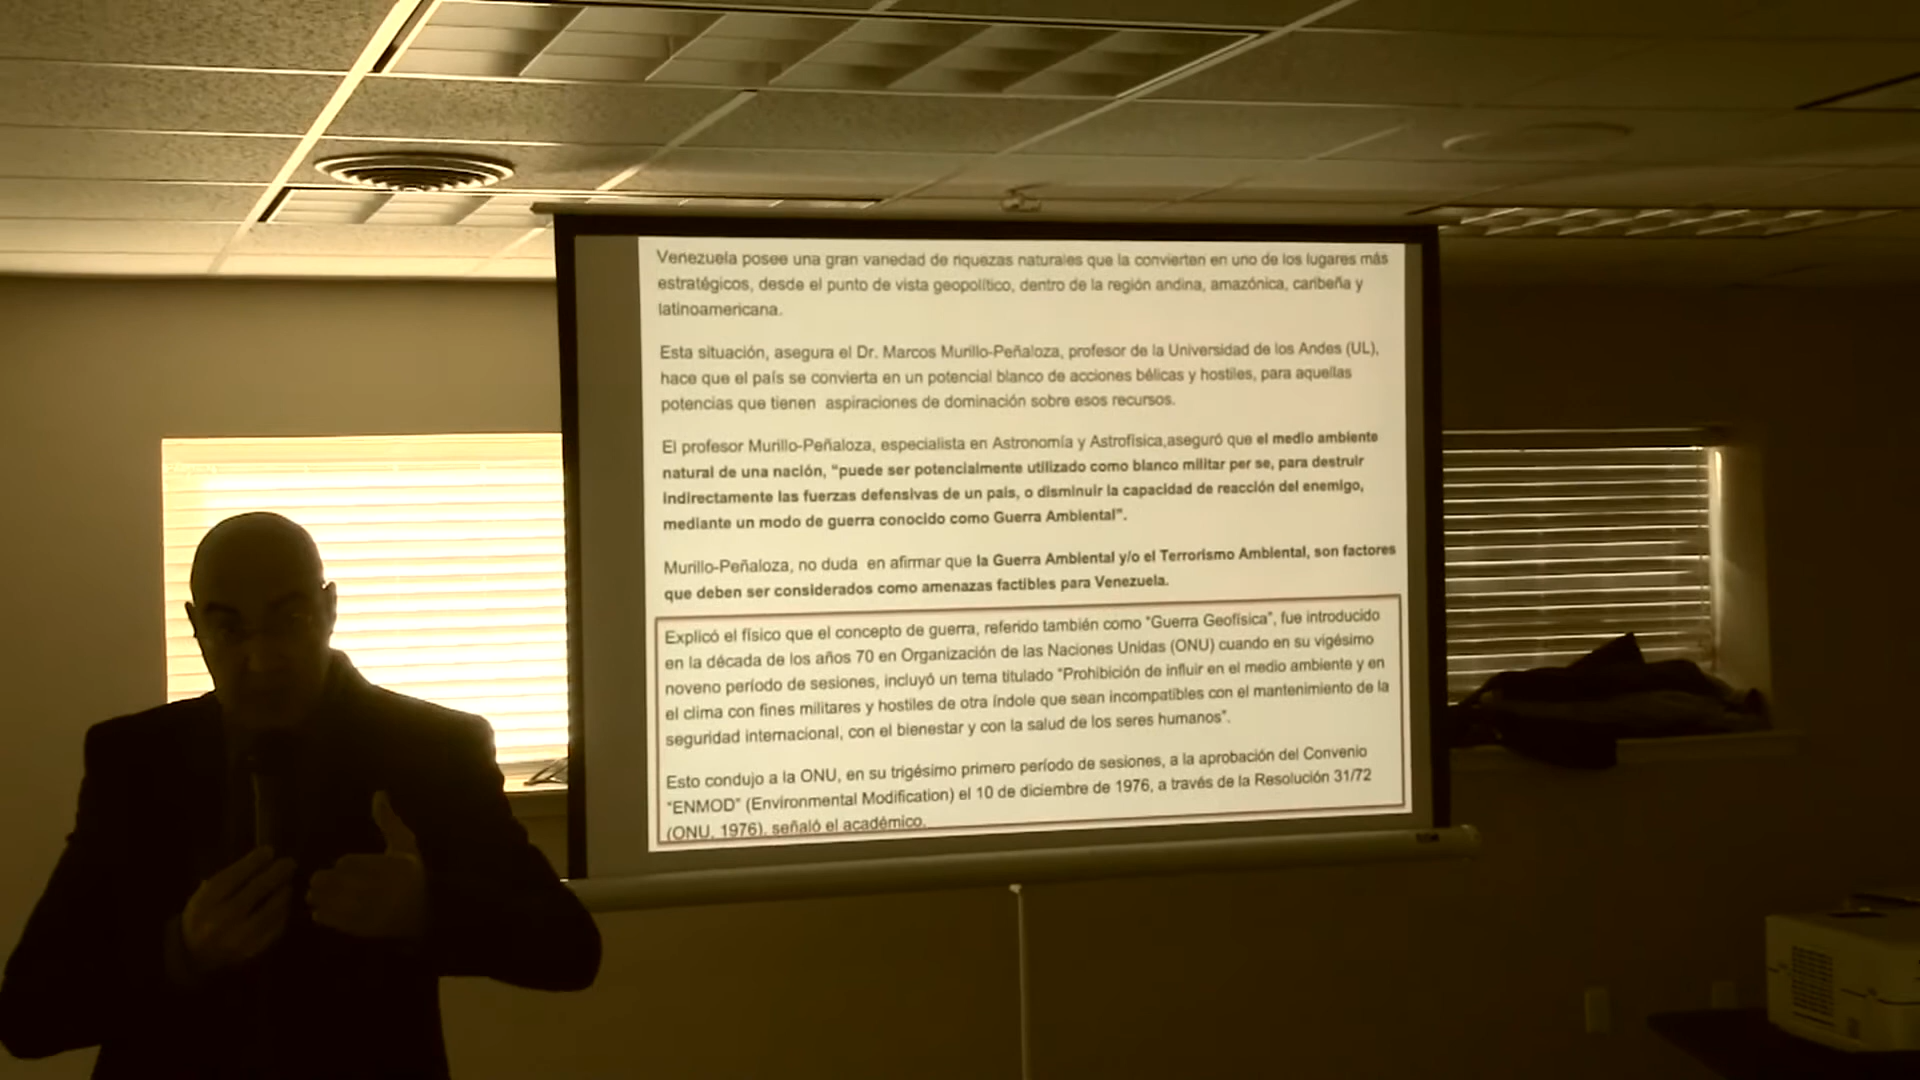 Venezuela posee una gran variedad de riquezas naturales que la convierten en uno de los lugares más
estratégicos, desde el punto de vista geopolítico, dentro de la región andina, amazónica, caribeña y
latinoamericana.
Esta situación, asegura el Dr. Marcos Murillo-Peñaloza, profesor de la Universidad de los Andes (UL),
hace que el país se convierta en un potencial blanco de acciones bélicas y hostiles, para aquellas
potencias que tienen aspiraciones de dominación sobre esos recursos.
El profesor Murillo-Peñaloza, especialista en Astronomía y Astrofísica,aseguró que el medio ambiente
natural de una nación, “puede ser potencialmente utilizado como blanco militar per se, para destruir
indirectamente las fuerzas defensivas de un país, o disminuir la capacidad de reacción del enemigo,
mediante un modo de guerra conocido como Guerra Ambiental”.
Murillo-Peñaloza, no duda en afirmar que la Guerra Ambiental y/o el Terrorismo Ambiental, son factores
que deben ser considerados como amenazas factibles para Venezuela.
Explicó el físico que el concepto de guerra, referido también como “Guerra Geofísica”, fue introducido
en la década de los años 70 en Organización de las Naciones Unidas (ONU) cuando en su vigésimo
noveno período de sesiones, incluyó un tema titulado “Prohibición de influir en el medio ambiente y en
el clima con fines militares y hostiles de otra índole que sean incompatibles con el mantenimiento de la
seguridad internacional, con el bienestar y con la salud de los seres humanos”.
Esto condujo a la ONU, en su trigésimo primero período de sesiones, a la aprobación del Convenio
“ENMOD” (Environmental Modification) el 10 de diciembre de 1976, a través de la Resolución 31/72
(ONU, 1976), señaló el académico.